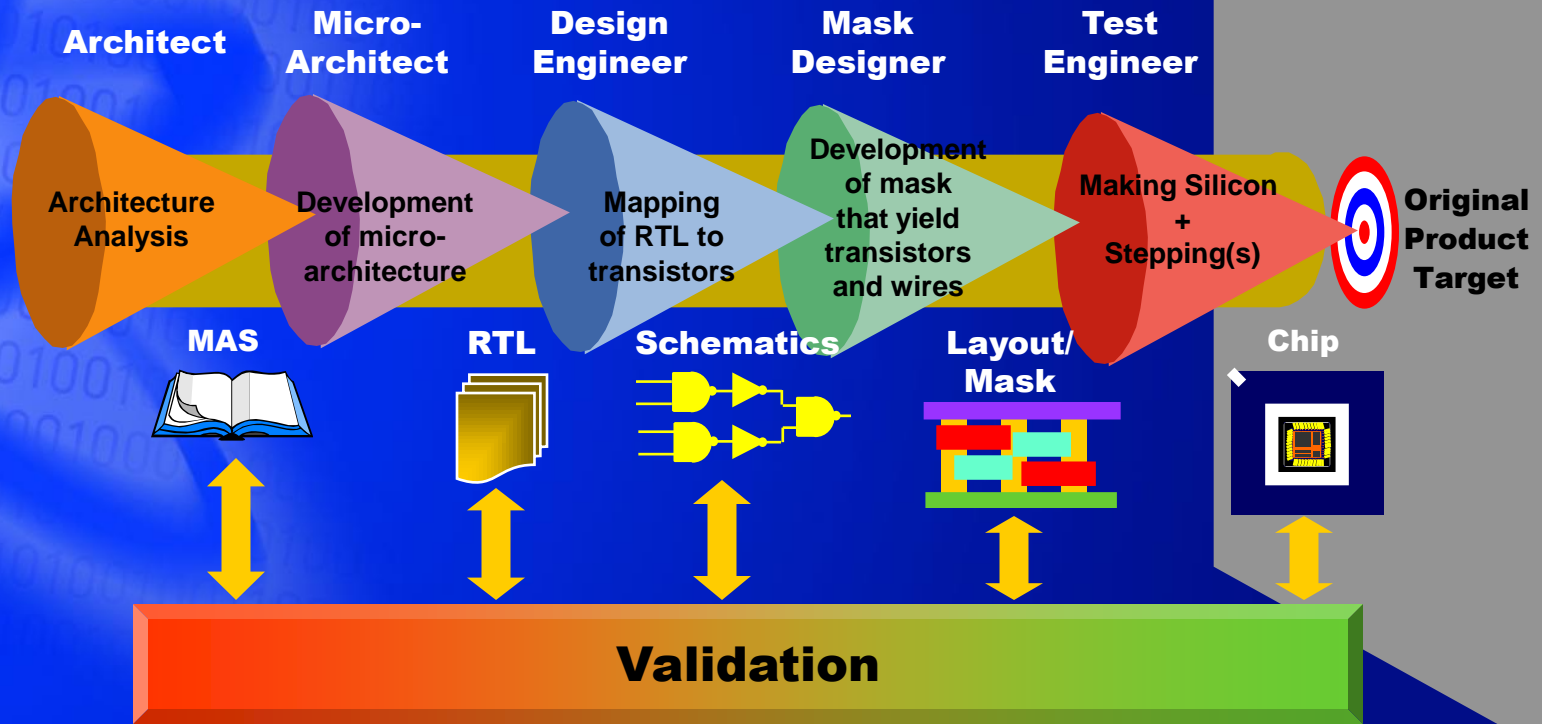 Architect
Micro-
Architect
Design
Engineer
Mask
Designer
Test
Engineer
Architecture
Analysis
Development
of micro-
architecture
Mapping
of RTL to
transistors
Development
of mask
that yield
transistors
and wires
Making Silicon
+
Stepping(s)
Original
Product
Target
MAS
RTL
Schematics
Layout/
Mask
Chip
Validation